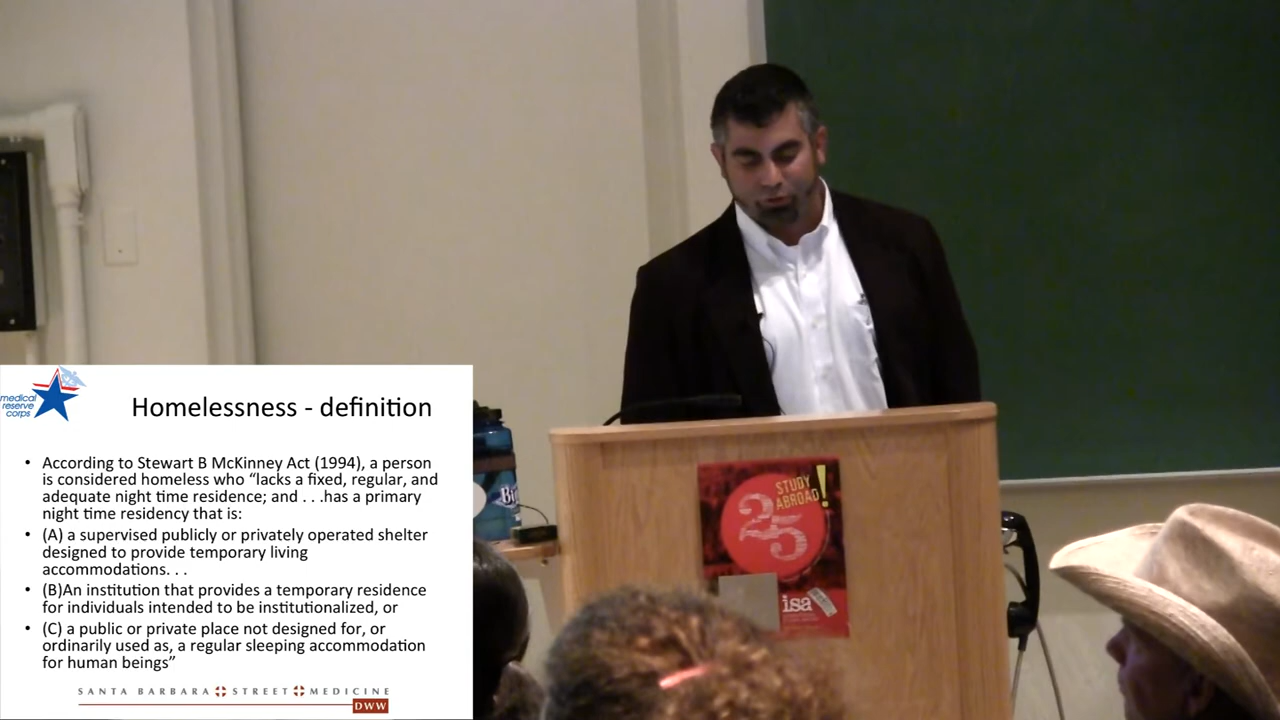 medical
reserve
corps
Homelessness - definition
• According to Stewart B McKinney Act (1994), a person
is considered homeless who “lacks a fixed, regular, and
adequate night time residence; and . . .has a primary
night time residency that is:
• (A) a supervised publicly or privately operated shelter
designed to provide temporary living
accommodations. . .
• (B)An institution that provides a temporary residence
for individuals intended to be institutionalized, or
• (C) a public or private place not designed for, or
ordinarily used as, a regular sleeping accommodation
for human beings”
SANTA BARBARA STREET MEDICINE
DWW
STUDY
ABROAD!
25
isa